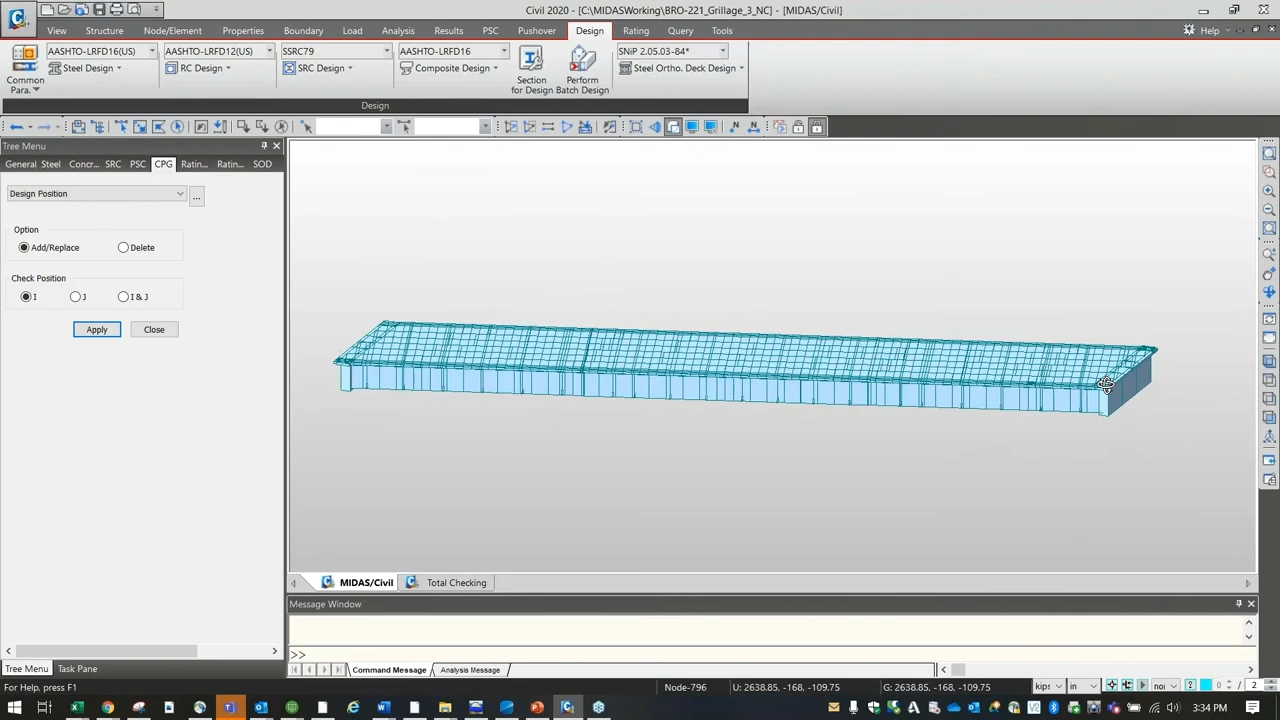 Civil 2020 - [C:\MIDASWorking\BRO-221_Grillage_3_NC] - [MIDAS/Civil]
View Structure Node/Element Properties Boundary Load Analysis Results PSC Pushover Design Rating Query Tools Help
AASHTO-LRFD16(US) AASHTO-LRFD12(US) SSRC79 AASHTO-LRFD16 SNiP 2.05.03-84*
Steel Design RC Design SRC Design Composite Design Steel Ortho. Deck Design
Common Para.
Section for Design
Perform Batch Design
Design
Tree Menu
General Steel Concr... SRC PSC CPG Ratin... Ratin... SOD
Design Position
...
Option
Add/Replace Delete
Check Position
I J I & J
Apply Close
MIDAS/Civil Total Checking
Message Window
>>
Command Message Analysis Message
Tree Menu Task Pane
For Help, press F1 Node-796 U: 2638.85, -168, -109.75 G: 2638.85, -168, -109.75 kips in nor 0 / 2
3:34 PM